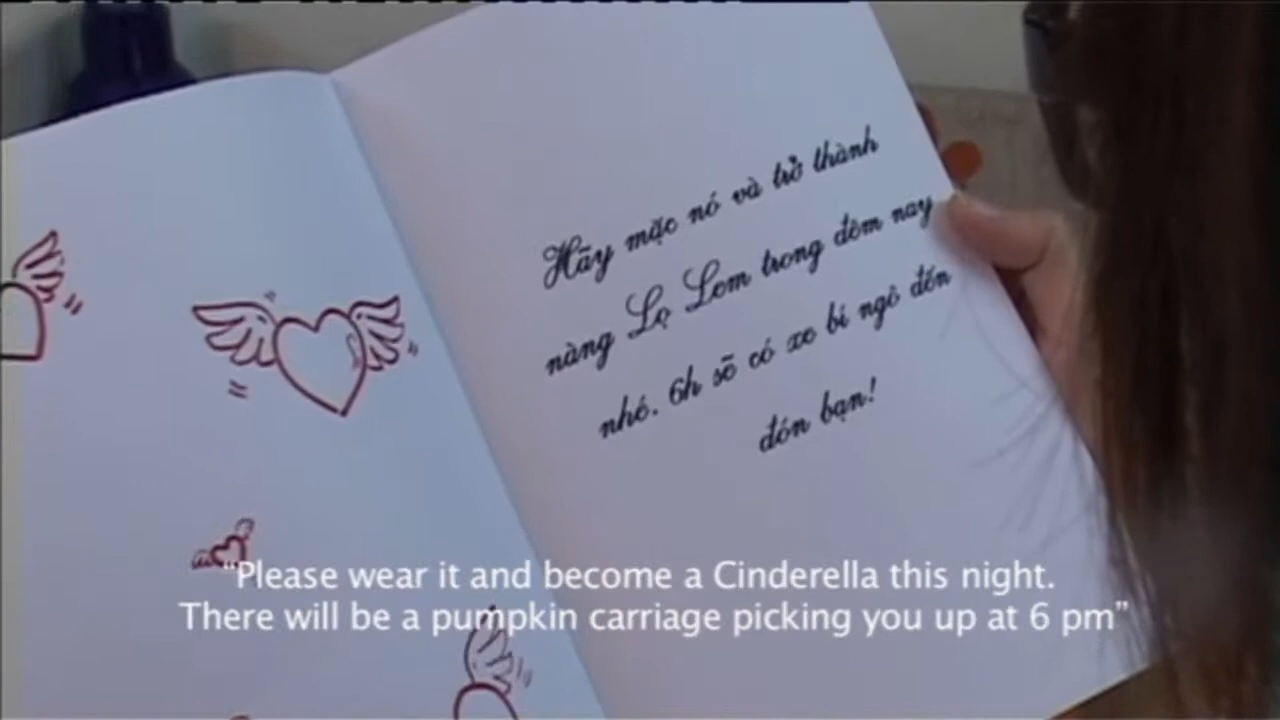 Hãy mặc nó và trở thành
nàng Lọ Lem trong đêm nay
nhé. 6h sẽ có xe bí ngô đến
đón bạn!
“Please wear it and become a Cinderella this night.
There will be a pumpkin carriage picking you up at 6 pm”